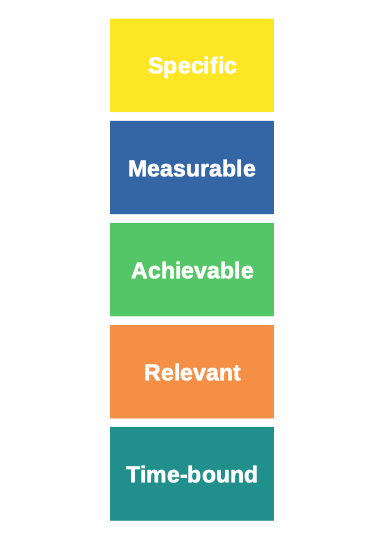 Specific
Measurable
Achievable
Relevant
Time-bound